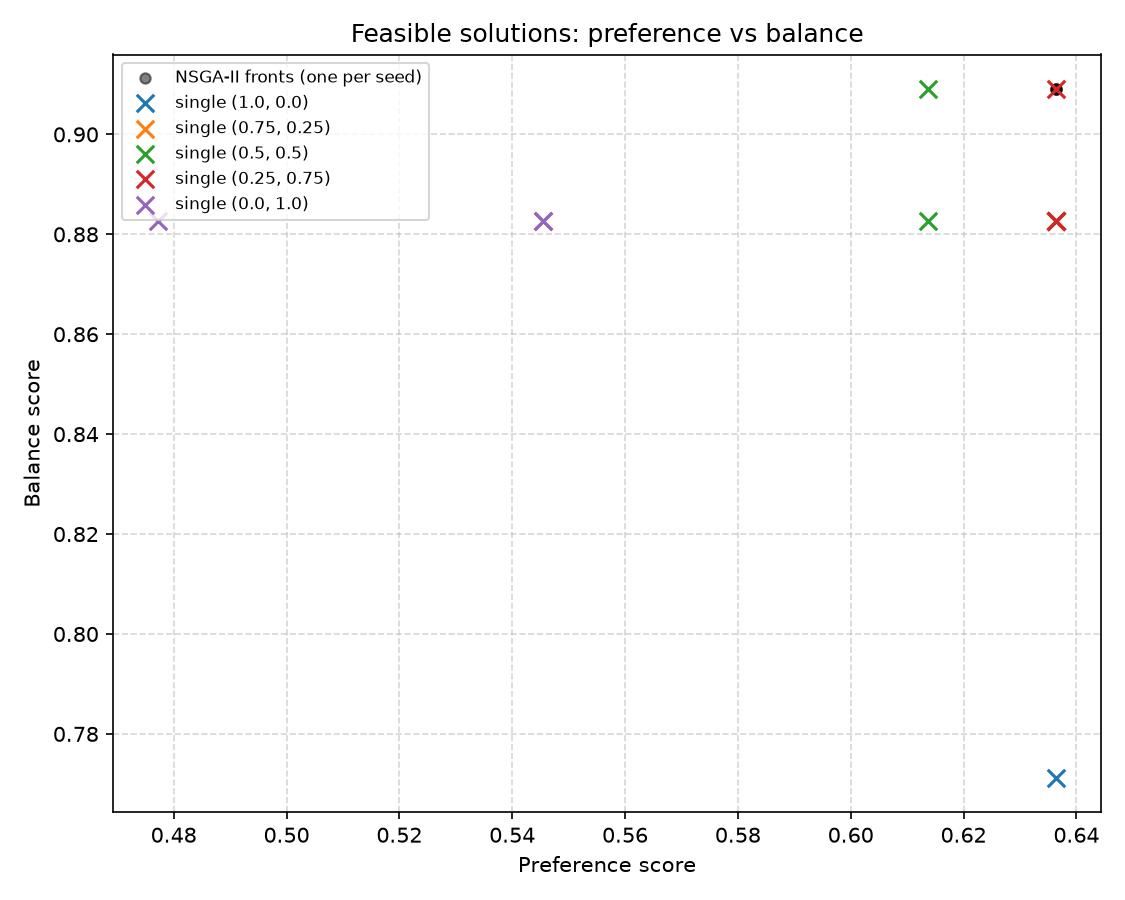 Feasible solutions: preference vs balance
NSGA-II fronts (one per seed)
single (1.0, 0.0)
single (0.75, 0.25)
single (0.5, 0.5)
single (0.25, 0.75)
single (0.0, 1.0)
0.90
0.88
0.86
0.84
0.82
0.80
0.78
Balance score
0.48 0.50 0.52 0.54 0.56 0.58 0.60 0.62 0.64
Preference score